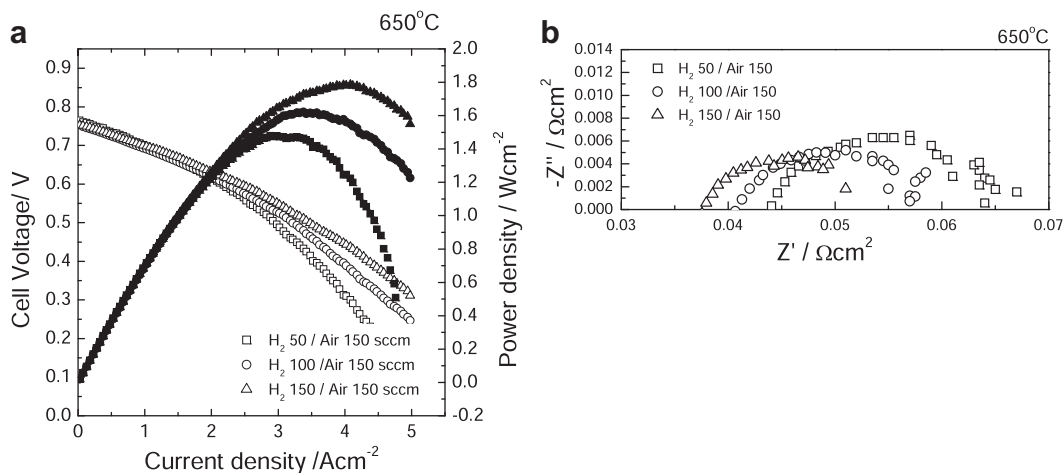 a
650°C
0.9
0.8
0.7
0.6
0.5
0.4
0.3
0.2
0.1
0.0
Cell Voltage/ V
2.0
1.8
1.6
1.4
1.2
1.0
0.8
0.6
0.4
0.2
0.0
-0.2
Power density / Wcm⁻²
H₂ 50 / Air 150 sccm
H₂ 100 /Air 150 sccm
H₂ 150 / Air 150 sccm
0 1 2 3 4 5
Current density /Acm⁻²
b
650°C
0.014
0.012
0.010
0.008
0.006
0.004
0.002
0.000
-Z'' / Ωcm²
H₂ 50 / Air 150
H₂ 100 /Air 150
H₂ 150 / Air 150
0.03 0.04 0.05 0.06 0.07
Z' / Ωcm²